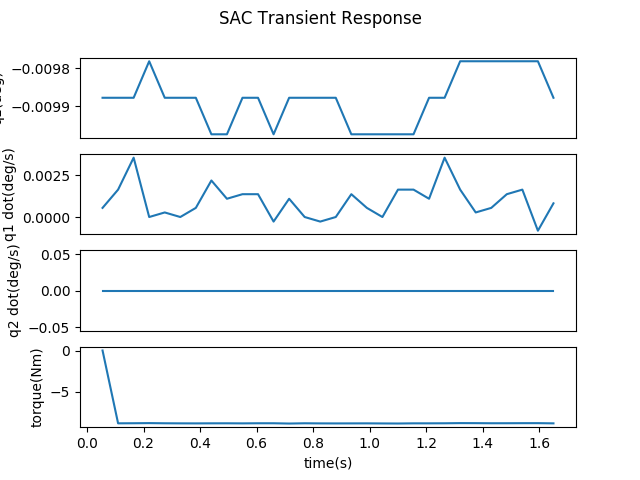 SAC Transient Response
−0.0098
−0.0099
0.0025
0.0000
q1 dot(deg/s)
0.05
0.00
−0.05
q2 dot(deg/s)
0
−5
torque(Nm)
0.0 0.2 0.4 0.6 0.8 1.0 1.2 1.4 1.6
time(s)